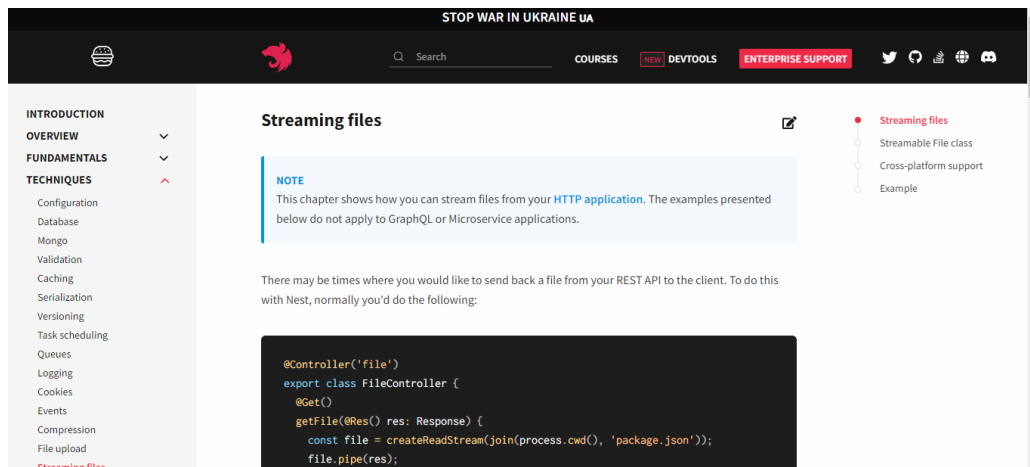 STOP WAR IN UKRAINE UA
Search
COURSES
NEW DEVTOOLS
ENTERPRISE SUPPORT
INTRODUCTION
OVERVIEW
FUNDAMENTALS
TECHNIQUES
Configuration
Database
Mongo
Validation
Caching
Serialization
Versioning
Task scheduling
Queues
Logging
Cookies
Events
Compression
File upload
Streaming files
Streaming files
NOTE
This chapter shows how you can stream files from your HTTP application. The examples presented
below do not apply to GraphQL or Microservice applications.
There may be times where you would like to send back a file from your REST API to the client. To do this
with Nest, normally you'd do the following:
@Controller('file')
export class FileController {
  @Get()
  getFile(@Res() res: Response) {
    const file = createReadStream(join(process.cwd(), 'package.json'));
    file.pipe(res);
Streaming files
Streamable File class
Cross-platform support
Example